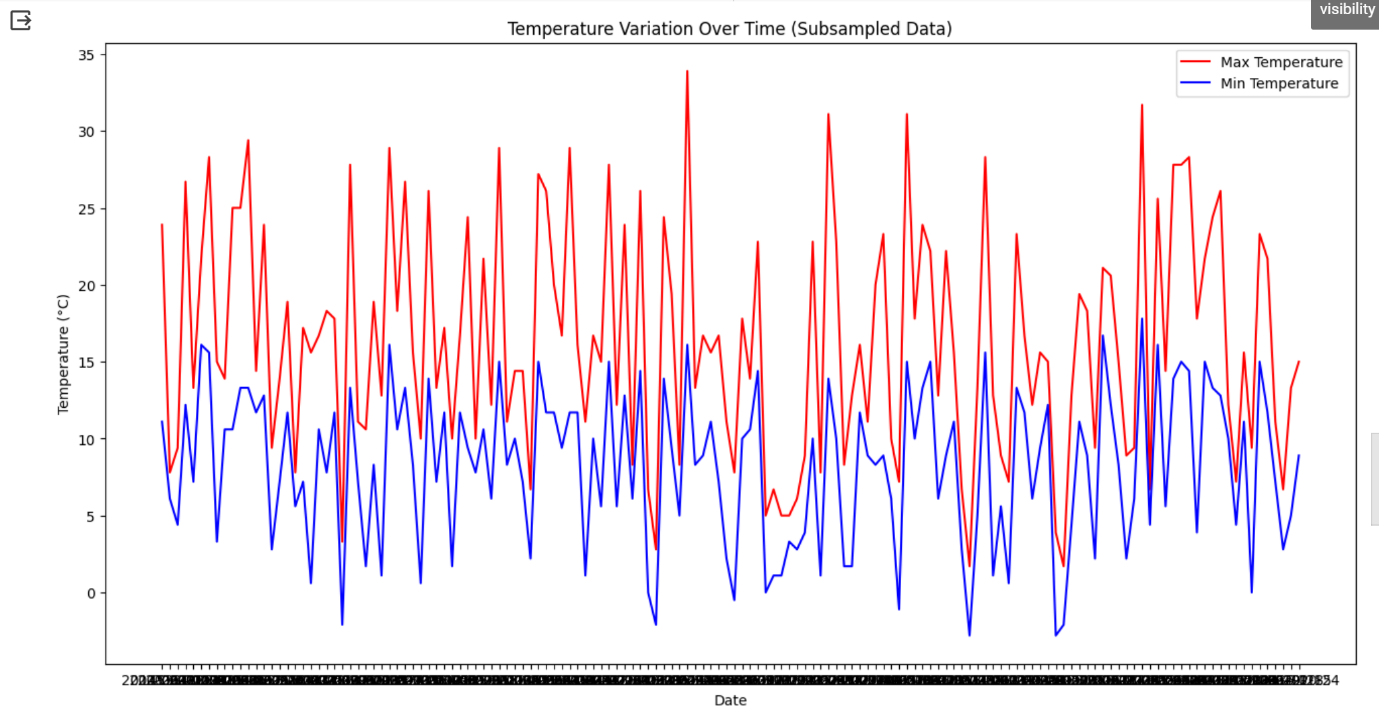 visibility
Temperature Variation Over Time (Subsampled Data)
Max Temperature
Min Temperature
Temperature (°C)
35
30
25
20
15
10
5
0
Date